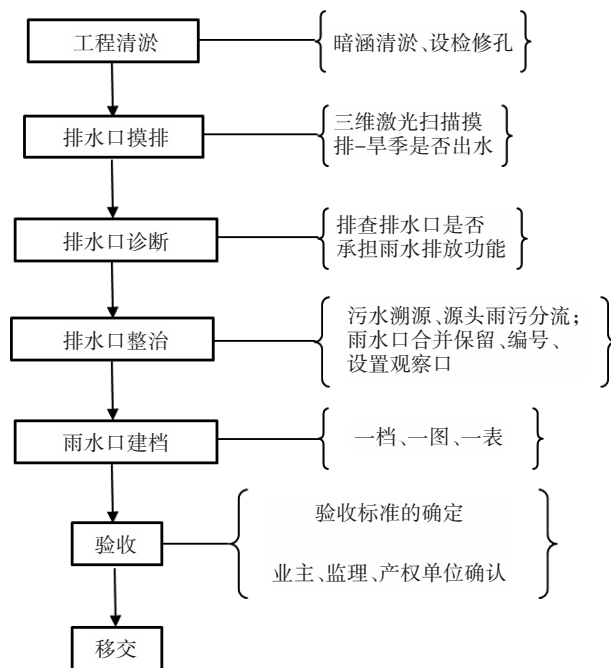 工程清淤
暗涵清淤、设检修孔
排水口摸排
三维激光扫描摸
排-旱季是否出水
排水口诊断
排查排水口是否
承担雨水排放功能
排水口整治
污水溯源、源头雨污分流；
雨水口合并保留、编号、
设置观察口
雨水口建档
一档、一图、一表
验收
验收标准的确定
业主、监理、产权单位确认
移交